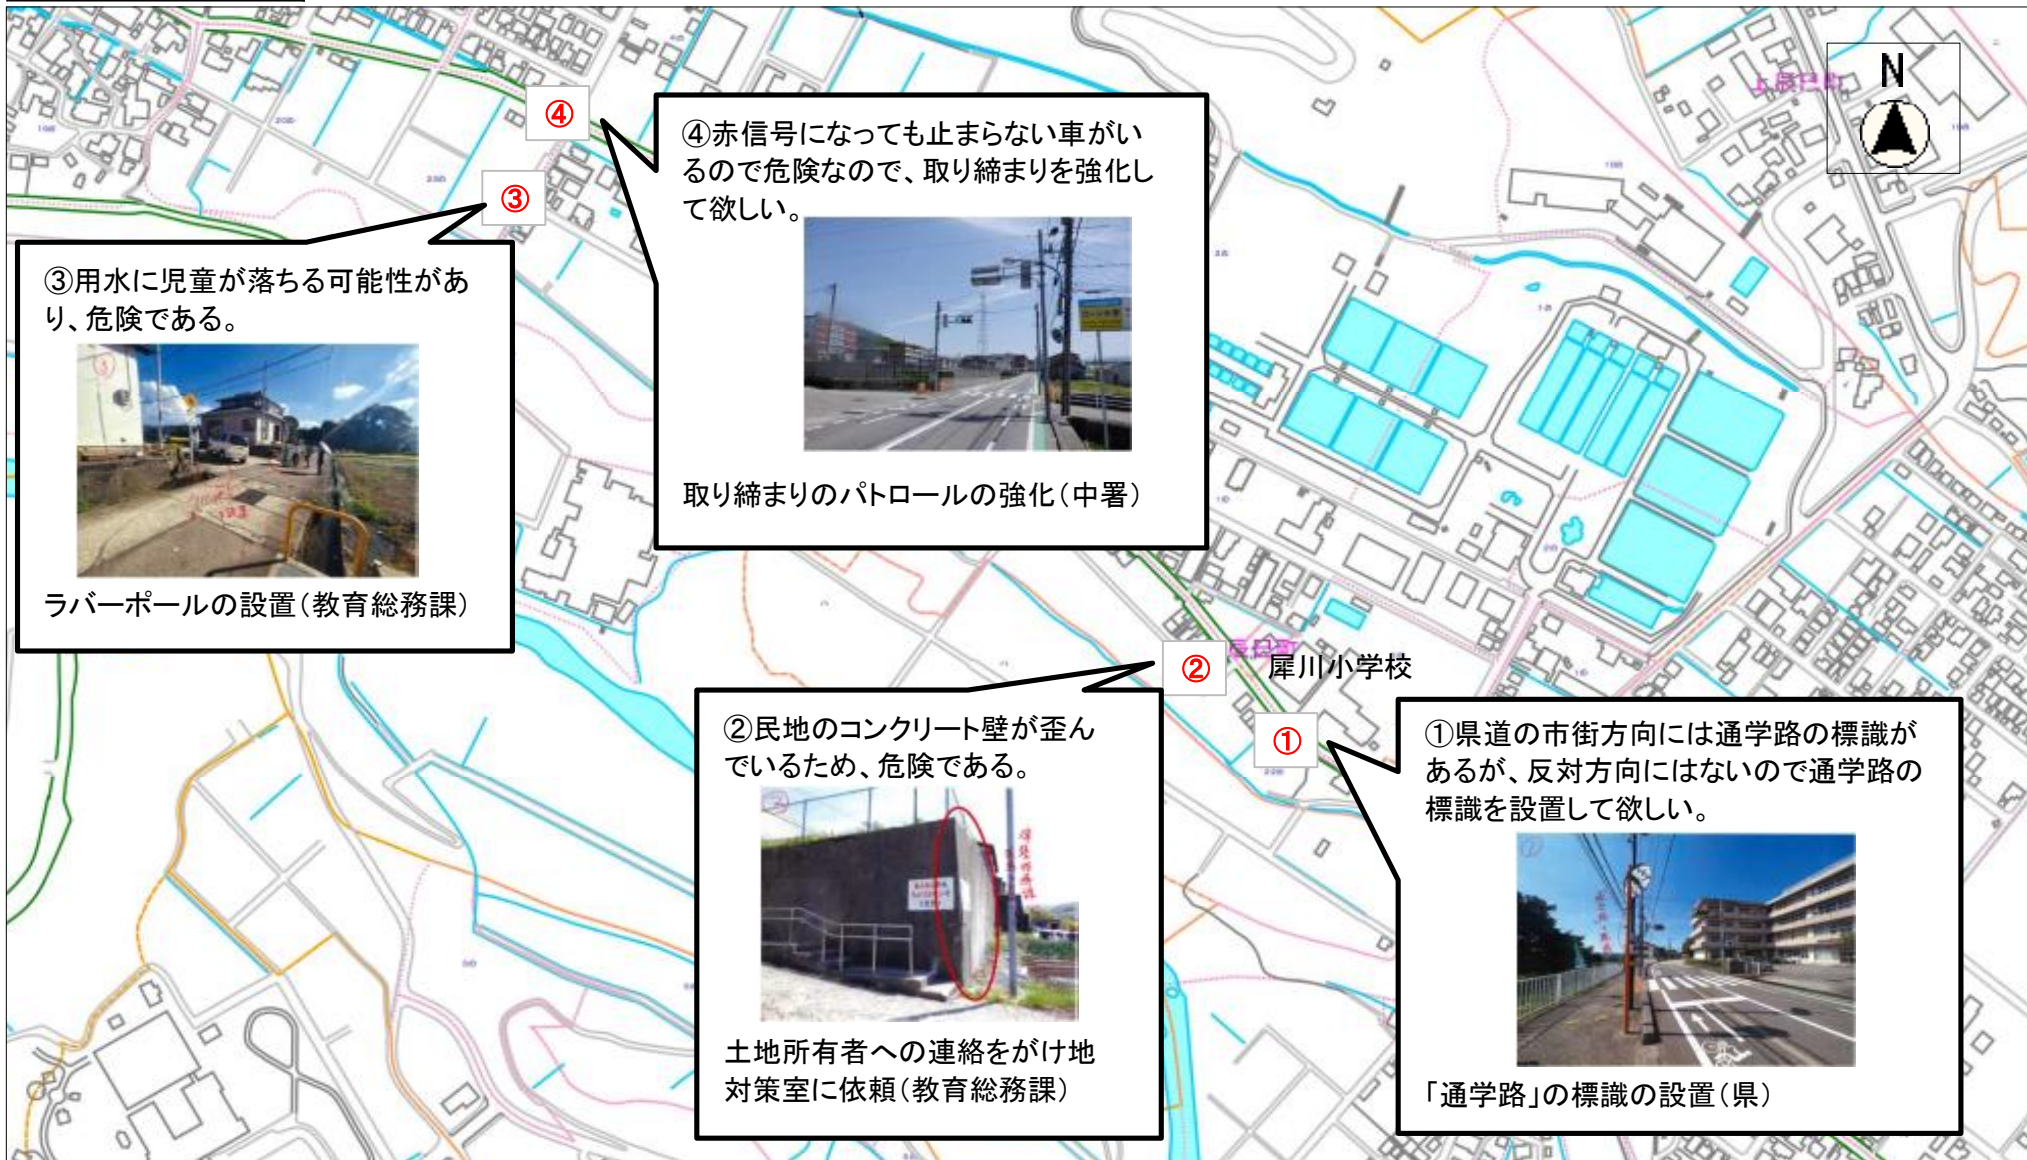 N
④
④赤信号になっても止まらない車がい
るので危険なので、取り締まりを強化し
て欲しい。
取り締まりのパトロールの強化(中署)
③
③用水に児童が落ちる可能性があ
り、危険である。
③
ラバーポールの設置(教育総務課)
②
犀川小学校
②民地のコンクリート壁が歪ん
でいるため、危険である。
②
土地所有者への連絡をがけ地
対策室に依頼(教育総務課)
①
①県道の市街方向には通学路の標識が
あるが、反対方向にはないので通学路の
標識を設置して欲しい。
①
「通学路」の標識の設置(県)